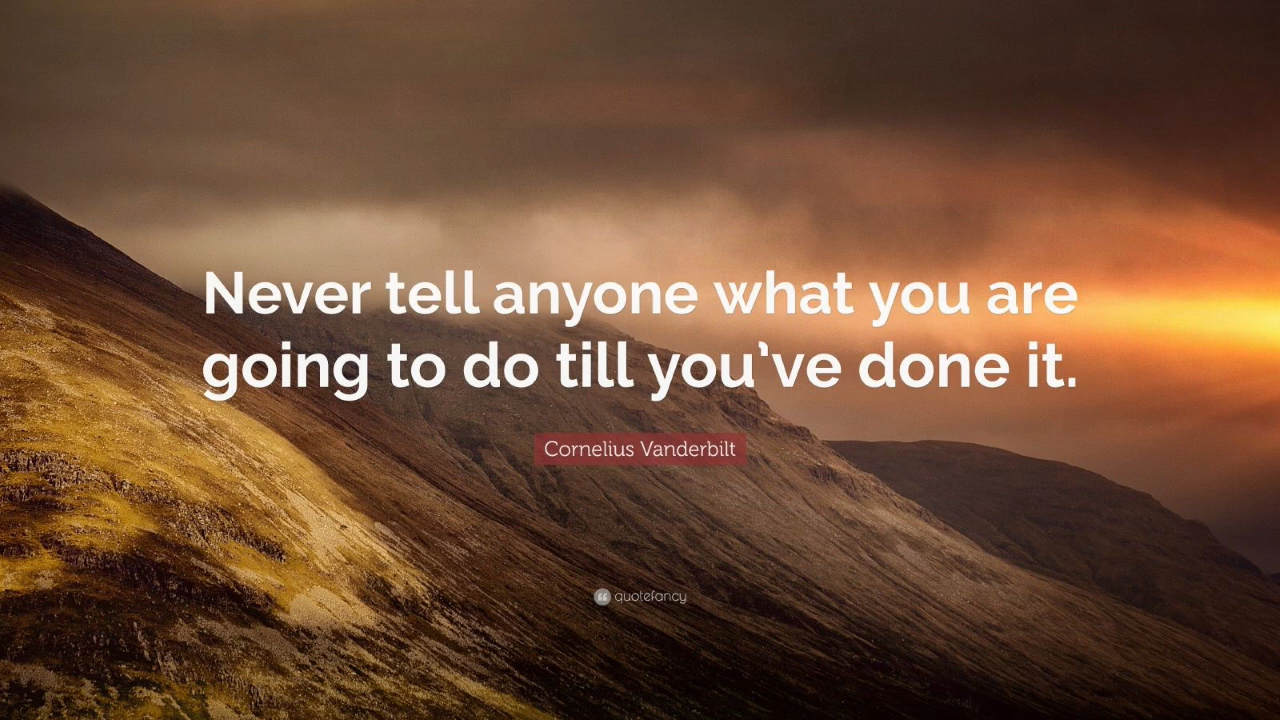 Never tell anyone what you are
going to do till you’ve done it.
Cornelius Vanderbilt
quotefancy